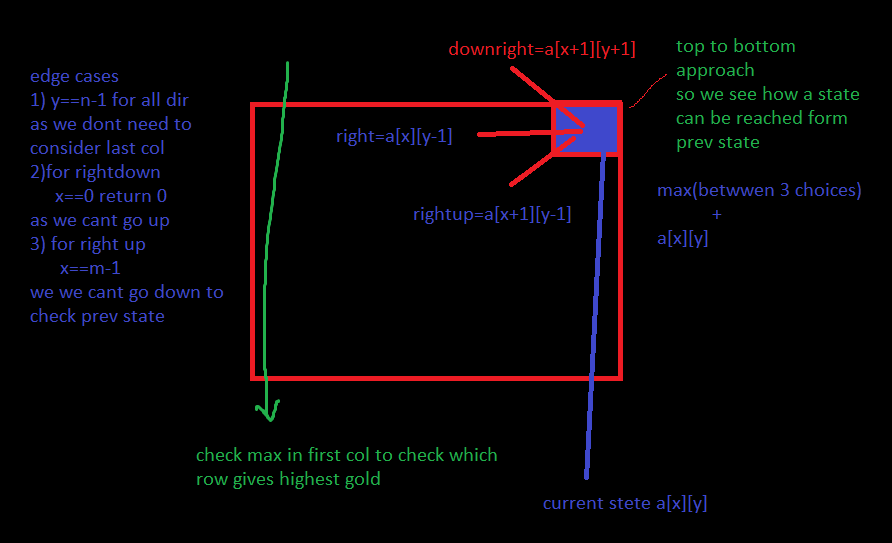 edge cases
1) y==n-1 for all dir
as we dont need to
consider last col
2)for rightdown
x==0 return 0
as we cant go up
3) for right up
x==m-1
we we cant go down to
check prev state
downright=a[x+1][y+1]
right=a[x][y-1]
rightup=a[x+1][y-1]
top to bottom
approach
so we see how a state
can be reached form
prev state
max(betwwen 3 choices)
+
a[x][y]
check max in first col to check which
row gives highest gold
current stete a[x][y]